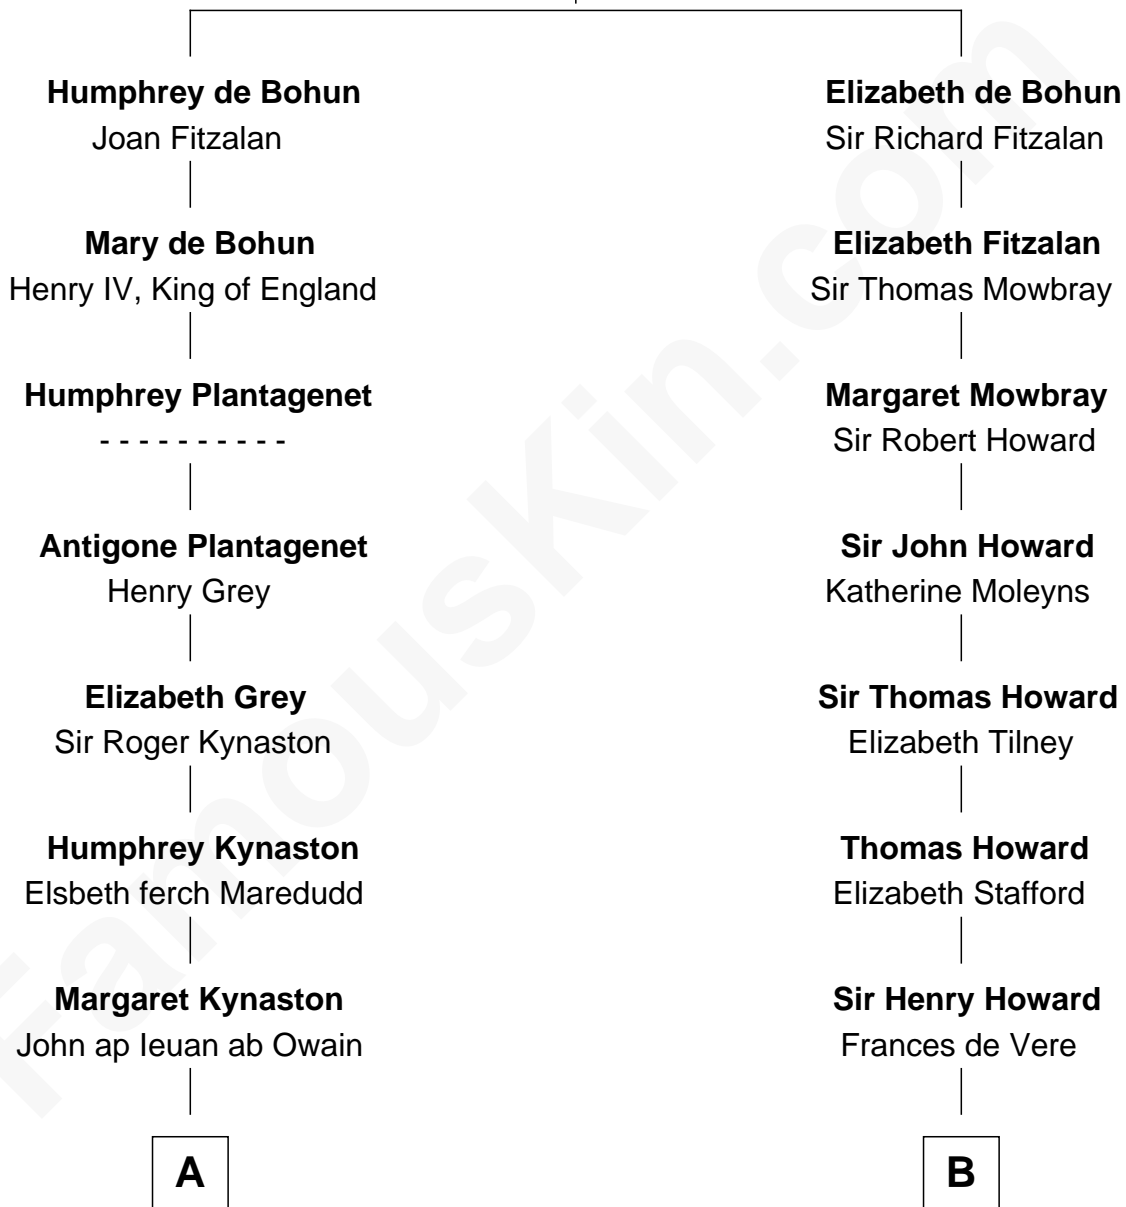 Humphrey de Bohun
Joan Fitzalan
Mary de Bohun
Henry IV, King of England
Humphrey Plantagenet
- - - - - - - - - -
Antigone Plantagenet
Henry Grey
Elizabeth Grey
Sir Roger Kynaston
Humphrey Kynaston
Elsbeth ferch Maredudd
Margaret Kynaston
John ap Ieuan ab Owain
A
Elizabeth de Bohun
Sir Richard Fitzalan
Elizabeth Fitzalan
Sir Thomas Mowbray
Margaret Mowbray
Sir Robert Howard
Sir John Howard
Katherine Moleyns
Sir Thomas Howard
Elizabeth Tilney
Thomas Howard
Elizabeth Stafford
Sir Henry Howard
Frances de Vere
B
FamousKin.com